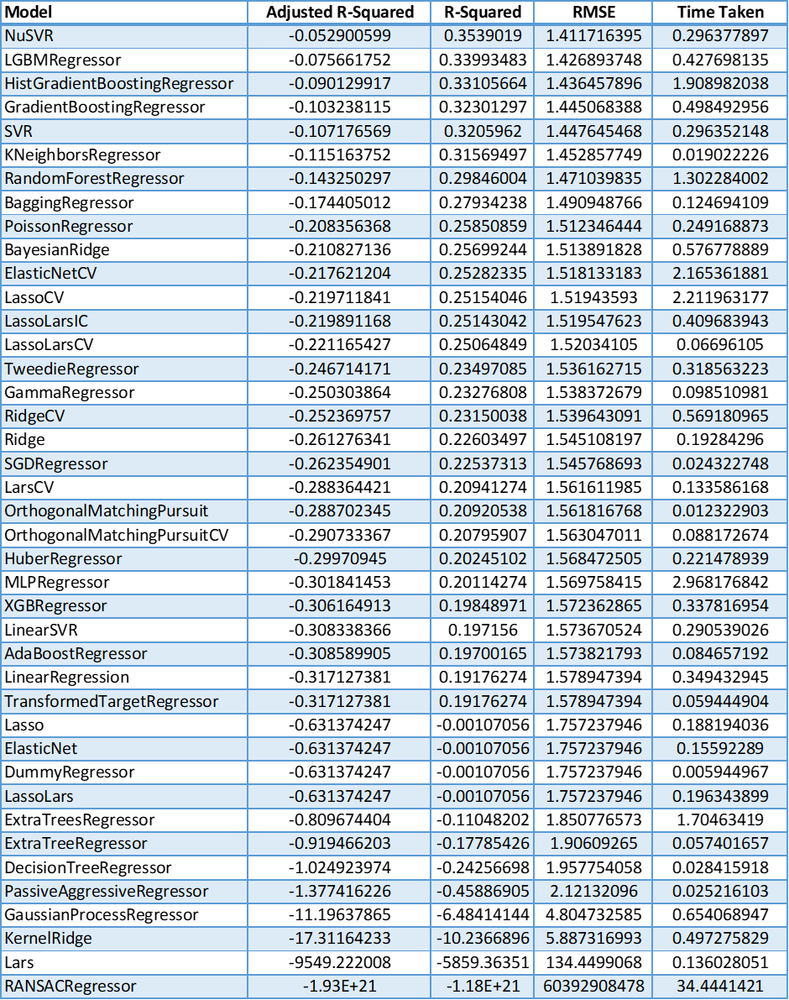 Model Adjusted R-Squared R-Squared RMSE Time Taken
NuSVR -0.052900599 0.3539019 1.411716395 0.296377897
LGBMRegressor -0.075661752 0.33993483 1.426893748 0.427698135
HistGradientBoostingRegressor -0.090129917 0.33105664 1.436457896 1.908982038
GradientBoostingRegressor -0.103238115 0.32301297 1.445068388 0.498492956
SVR -0.107176569 0.3205962 1.447645468 0.296352148
KNeighborsRegressor -0.115163752 0.31569497 1.452857749 0.019022226
RandomForestRegressor -0.143250297 0.29846004 1.471039835 1.302284002
BaggingRegressor -0.174405012 0.27934238 1.490948766 0.124694109
PoissonRegressor -0.208356368 0.25850859 1.512346444 0.249168873
BayesianRidge -0.210827136 0.25699244 1.513891828 0.576778889
ElasticNetCV -0.217621204 0.25282335 1.518133183 2.165361881
LassoCV -0.219711841 0.25154046 1.51943593 2.211963177
LassoLarsIC -0.219891168 0.25143042 1.519547623 0.409683943
LassoLarsCV -0.221165427 0.25064849 1.52034105 0.06696105
TweedieRegressor -0.246714171 0.23497085 1.536162715 0.318563223
GammaRegressor -0.250303864 0.23276808 1.538372679 0.098510981
RidgeCV -0.252369757 0.23150038 1.539643091 0.569180965
Ridge -0.261276341 0.22603497 1.545108197 0.19284296
SGDRegressor -0.262354901 0.22537313 1.545768693 0.024322748
LarsCV -0.288364421 0.20941274 1.561611985 0.133586168
OrthogonalMatchingPursuit -0.288702345 0.20920538 1.561816768 0.012322903
OrthogonalMatchingPursuitCV -0.290733367 0.20795907 1.563047011 0.088172674
HuberRegressor -0.29970945 0.20245102 1.568472505 0.221478939
MLPRegressor -0.301841453 0.20114274 1.569758415 2.968176842
XGBRegressor -0.306164913 0.19848971 1.572362865 0.337816954
LinearSVR -0.308338366 0.197156 1.573670524 0.290539026
AdaBoostRegressor -0.308589905 0.19700165 1.573821793 0.084657192
LinearRegression -0.317127381 0.19176274 1.578947394 0.349432945
TransformedTargetRegressor -0.317127381 0.19176274 1.578947394 0.059444904
Lasso -0.631374247 -0.00107056 1.757237946 0.188194036
ElasticNet -0.631374247 -0.00107056 1.757237946 0.15592289
DummyRegressor -0.631374247 -0.00107056 1.757237946 0.005944967
LassoLars -0.631374247 -0.00107056 1.757237946 0.196343899
ExtraTreesRegressor -0.809674404 -0.11048202 1.850776573 1.70463419
ExtraTreeRegressor -0.919466203 -0.17785426 1.90609265 0.057401657
DecisionTreeRegressor -1.024923974 -0.24256698 1.957754058 0.028415918
PassiveAggressiveRegressor -1.377416226 -0.45886905 2.12132096 0.025216103
GaussianProcessRegressor -11.19637865 -6.48414144 4.804732585 0.654068947
KernelRidge -17.31164233 -10.2366896 5.887316993 0.497275829
Lars -9549.222008 -5859.36351 134.4499068 0.136028051
RANSACRegressor -1.93E+21 -1.18E+21 60392908478 34.4441421